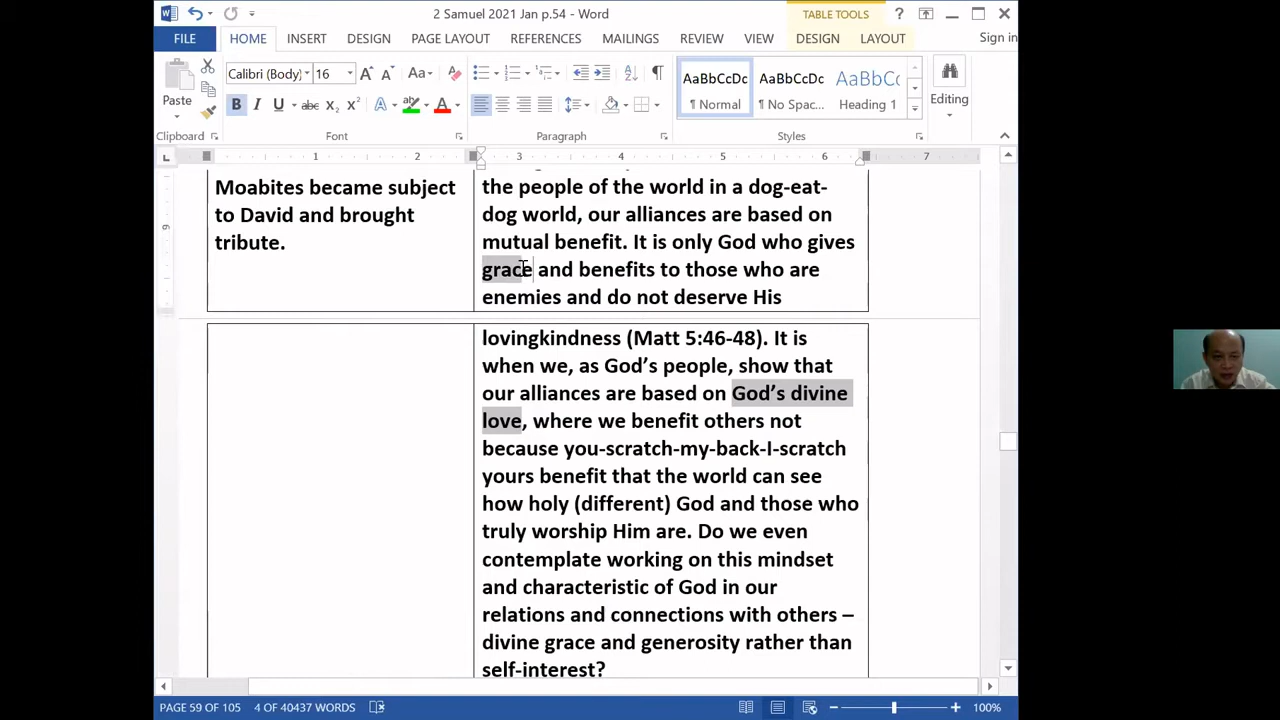 2 Samuel 2021 Jan p.54 - Word
TABLE TOOLS
FILE
HOME
INSERT
DESIGN
PAGE LAYOUT
REFERENCES
MAILINGS
REVIEW
VIEW
DESIGN
LAYOUT
Sign in
Paste
Calibri (Body)
16
AaBbCcDc
AaBbCcDc
AaBbCc
¶ Normal
¶ No Spac...
Heading 1
Editing
Clipboard
Font
Paragraph
Styles
1 2 3 4 5 6 7
Moabites became subject
to David and brought
tribute.
the people of the world in a dog-eat-
dog world, our alliances are based on
mutual benefit. It is only God who gives
grace and benefits to those who are
enemies and do not deserve His
lovingkindness (Matt 5:46-48). It is
when we, as God’s people, show that
our alliances are based on God’s divine
love, where we benefit others not
because you-scratch-my-back-I-scratch
yours benefit that the world can see
how holy (different) God and those who
truly worship Him are. Do we even
contemplate working on this mindset
and characteristic of God in our
relations and connections with others –
divine grace and generosity rather than
self-interest?
PAGE 59 OF 105
4 OF 40437 WORDS
100%